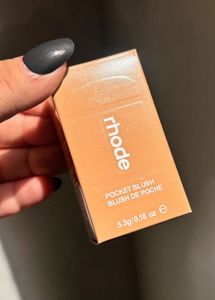 rhode
POCKET BLUSH
BLUSH DE POCHE
5.3g/0.18 oz ℮